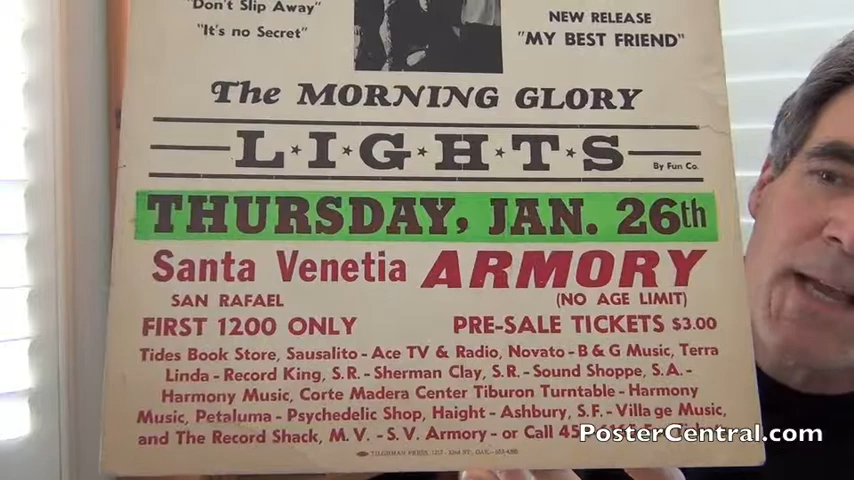 "Don't Slip Away"
"It's no Secret"
NEW RELEASE
"MY BEST FRIEND"
The MORNING GLORY
L·I·G·H·T·S
By Fun Co.
THURSDAY, JAN. 26th
Santa Venetia ARMORY
SAN RAFAEL (NO AGE LIMIT)
FIRST 1200 ONLY PRE-SALE TICKETS $3.00
Tides Book Store, Sausalito - Ace TV & Radio, Novato - B & G Music, Terra
Linda - Record King, S.R. - Sherman Clay, S.R. - Sound Shoppe, S.A. -
Harmony Music, Corte Madera Center Tiburon Turntable - Harmony
Music, Petaluma - Psychedelic Shop, Haight - Ashbury, S.F. - Village Music,
and The Record Shack, M.V. - S.V. Armory - or Call
PosterCentral.com
TILGHMAN PRESS